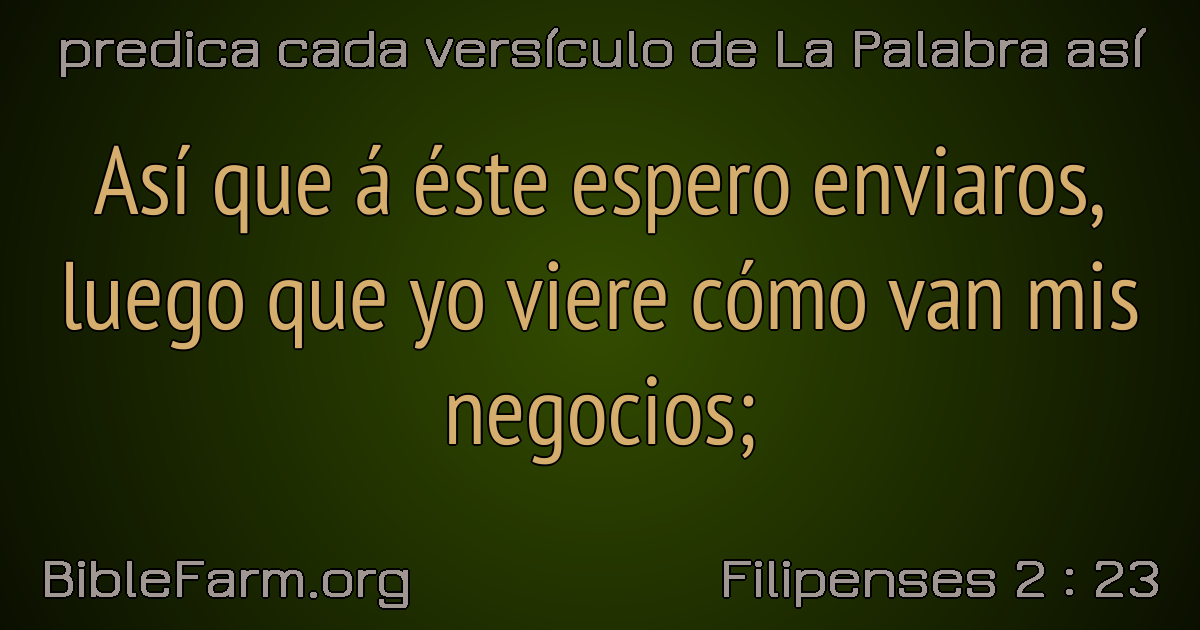 predica cada versículo de La Palabra así
Así que á éste espero enviaros,
luego que yo viere cómo van mis
negocios;
BibleFarm.org
Filipenses 2 : 23